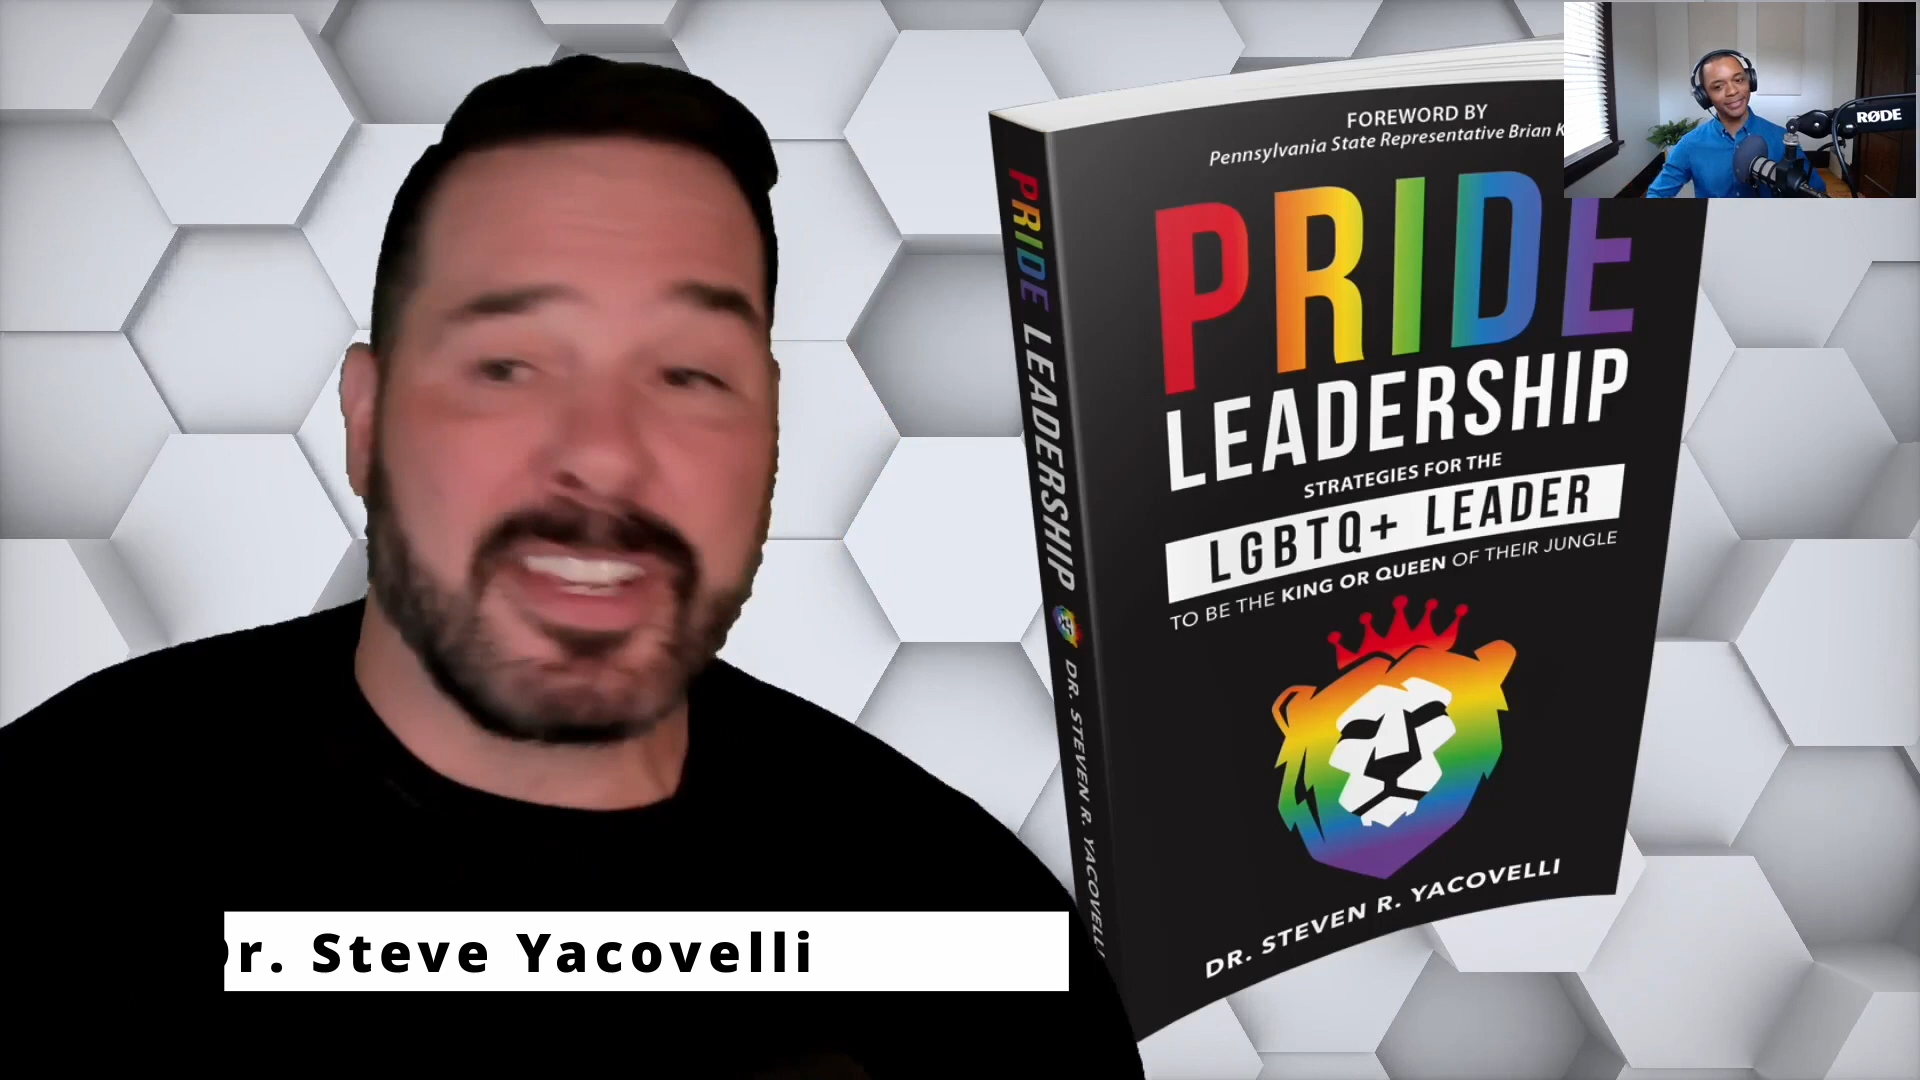 FOREWORD BY
Pennsylvania State Representative Brian K
PRIDE
LEADERSHIP
STRATEGIES FOR THE
LGBTQ+ LEADER
TO BE THE KING OR QUEEN OF THEIR JUNGLE
DR. STEVEN R. YACOVELLI
PRIDE LEADERSHIP DR. STEVEN R. YACOVELLI
RØDE
Dr. Steve Yacovelli